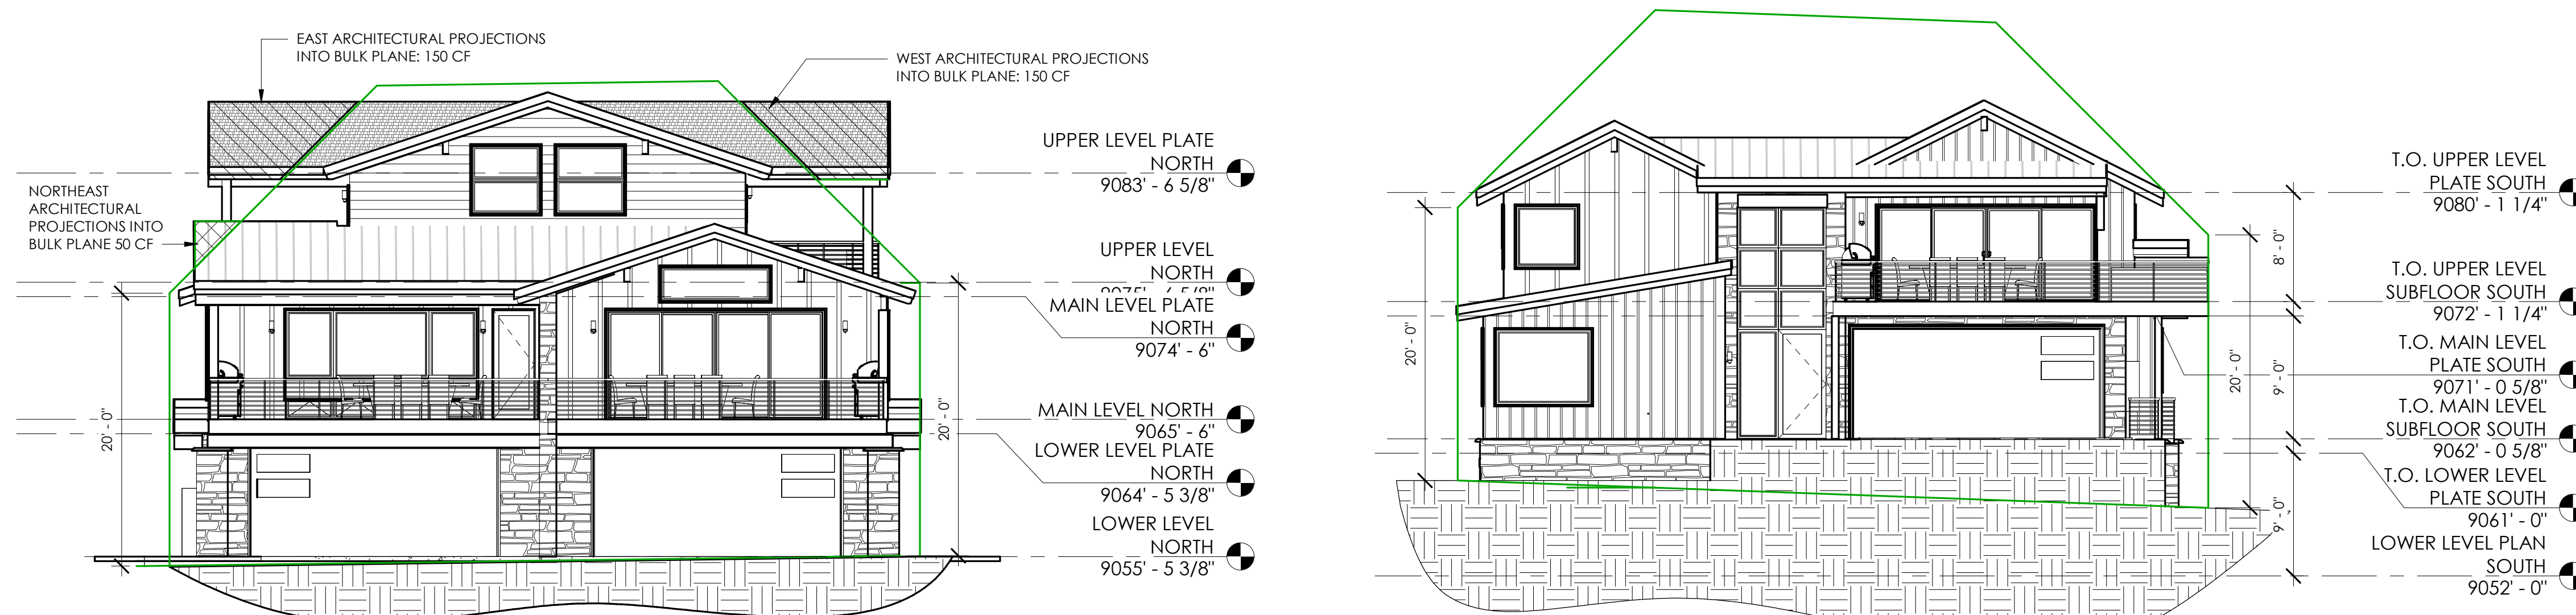 EAST ARCHITECTURAL PROJECTIONS
INTO BULK PLANE: 150 CF
WEST ARCHITECTURAL PROJECTIONS
INTO BULK PLANE: 150 CF
NORTHEAST
ARCHITECTURAL
PROJECTIONS INTO
BULK PLANE 50 CF
20' - 0"
20' - 0"
UPPER LEVEL PLATE
NORTH
9083' - 6 5/8"
UPPER LEVEL
NORTH
9075' - 6 5/8"
MAIN LEVEL PLATE
NORTH
9074' - 6"
MAIN LEVEL NORTH
9065' - 6"
LOWER LEVEL PLATE
NORTH
9064' - 5 3/8"
LOWER LEVEL
NORTH
9055' - 5 3/8"
20' - 0"
20' - 0"
8' - 0"
9' - 0"
9' - 0"
T.O. UPPER LEVEL
PLATE SOUTH
9080' - 1 1/4"
T.O. UPPER LEVEL
SUBFLOOR SOUTH
9072' - 1 1/4"
T.O. MAIN LEVEL
PLATE SOUTH
9071' - 0 5/8"
T.O. MAIN LEVEL
SUBFLOOR SOUTH
9062' - 0 5/8"
T.O. LOWER LEVEL
PLATE SOUTH
9061' - 0"
LOWER LEVEL PLAN
SOUTH
9052' - 0"